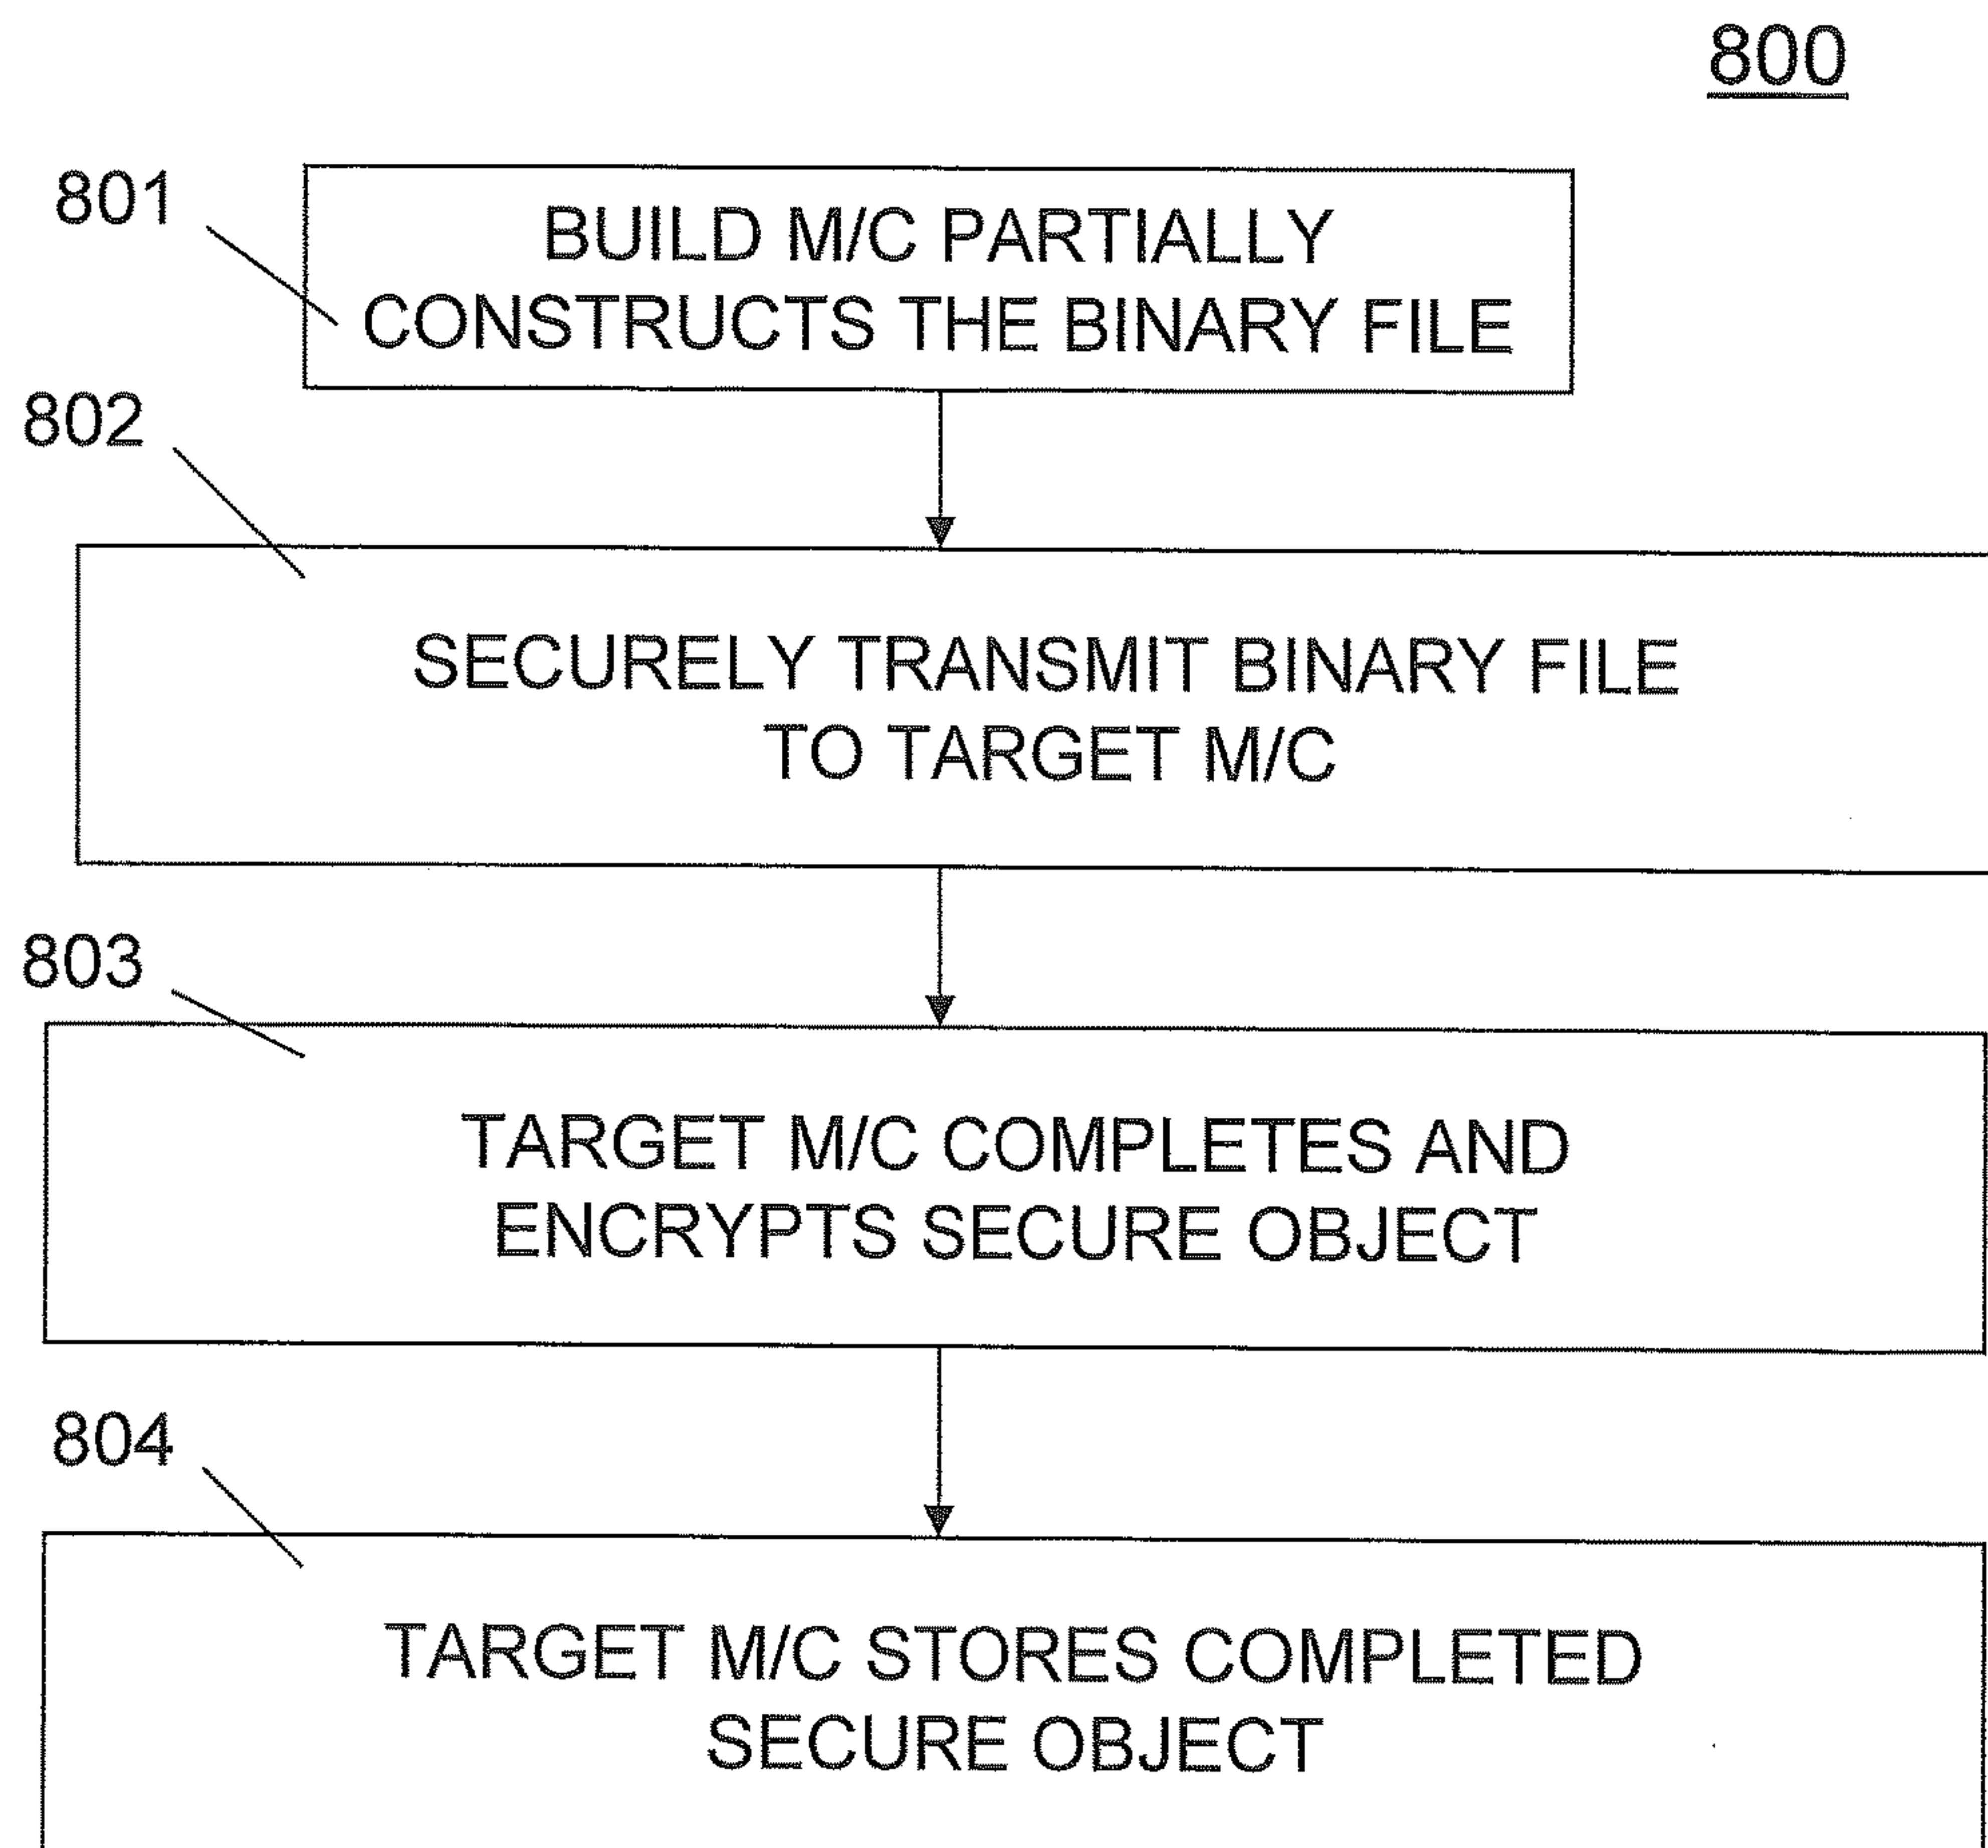 800
801
BUILD M/C PARTIALLY
CONSTRUCTS THE BINARY FILE
802
SECURELY TRANSMIT BINARY FILE
TO TARGET M/C
803
TARGET M/C COMPLETES AND
ENCRYPTS SECURE OBJECT
804
TARGET M/C STORES COMPLETED
SECURE OBJECT